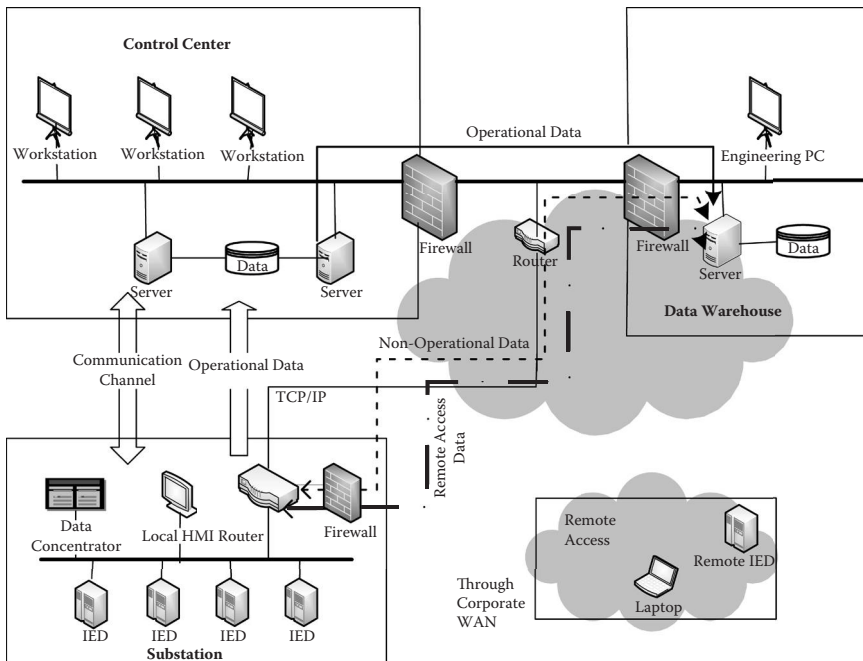 Control Center
Workstation
Workstation
Workstation
Operational Data
Engineering PC
Firewall
Router
Firewall
Server
Data
Server
Data
Server
Data Warehouse
Communication
Channel
Operational Data
Non-Operational Data
TCP/IP
Remote Access
Data
Data
Concentrator
Local HMI Router
Firewall
IED
IED
IED
IED
Substation
Remote
Access
Remote IED
Laptop
Through
Corporate
WAN